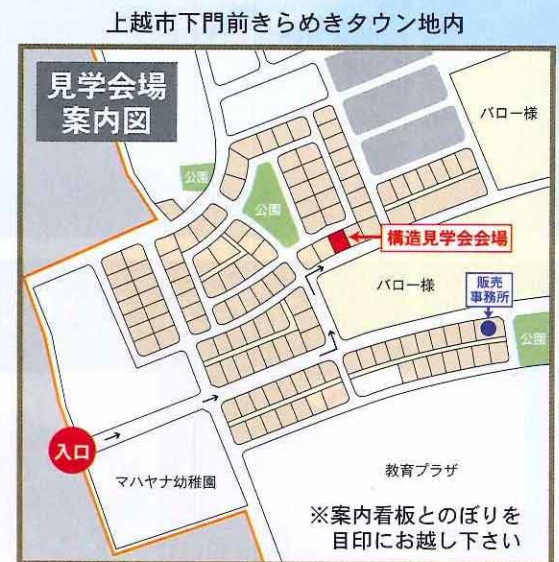 上越市下門前きらめきタウン地内
見学会場
案内図
バロー様
公園
公園
構造見学会会場
バロー様
販売
事務所
公園
入口
マハヤナ幼稚園
教育プラザ
※案内看板とのぼりを
目印にお越し下さい